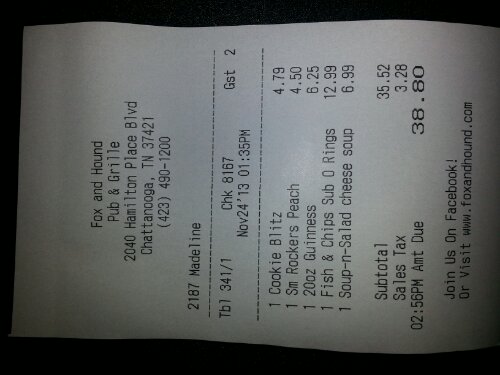 Fox and Hound
Pub & Grille
2040 Hamilton Place Blvd
Chattanooga, TN 37421
(423) 490-1200
2187 Madeline
Tbl 341/1 Chk 8167 Gst 2
Nov24'13 01:35PM
1 Cookie Blitz 4.79
1 Sm Rockers Peach 4.50
1 20oz Guinness 6.25
1 Fish & Chips Sub O Rings 12.99
1 Soup-n-Salad cheese soup 6.99
Subtotal 35.52
Sales Tax 3.28
02:56PM Amt Due 38.80
Join Us On Facebook!
Or Visit www.foxandhound.com